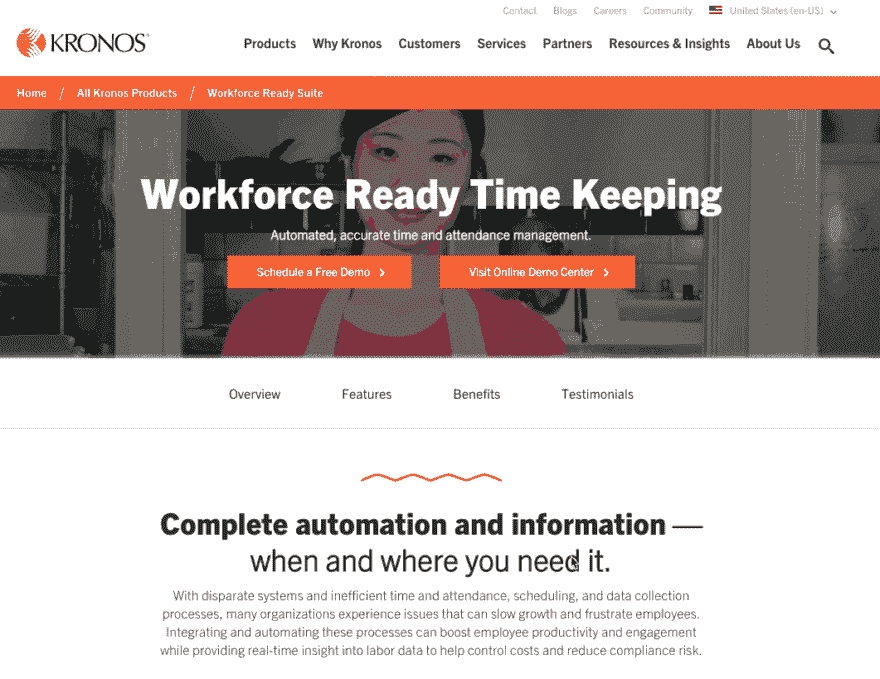 Contact Blogs Careers Community United States (en-US)
KRONOS®
Products Why Kronos Customers Services Partners Resources & Insights About Us
Home / All Kronos Products / Workforce Ready Suite
Workforce Ready Time Keeping
Automated, accurate time and attendance management.
Schedule a Free Demo Visit Online Demo Center
Overview Features Benefits Testimonials
Complete automation and information —
when and where you need it.
With disparate systems and inefficient time and attendance, scheduling, and data collection
processes, many organizations experience issues that can slow growth and frustrate employees.
Integrating and automating these processes can boost employee productivity and engagement
while providing real-time insight into labor data to help control costs and reduce compliance risk.